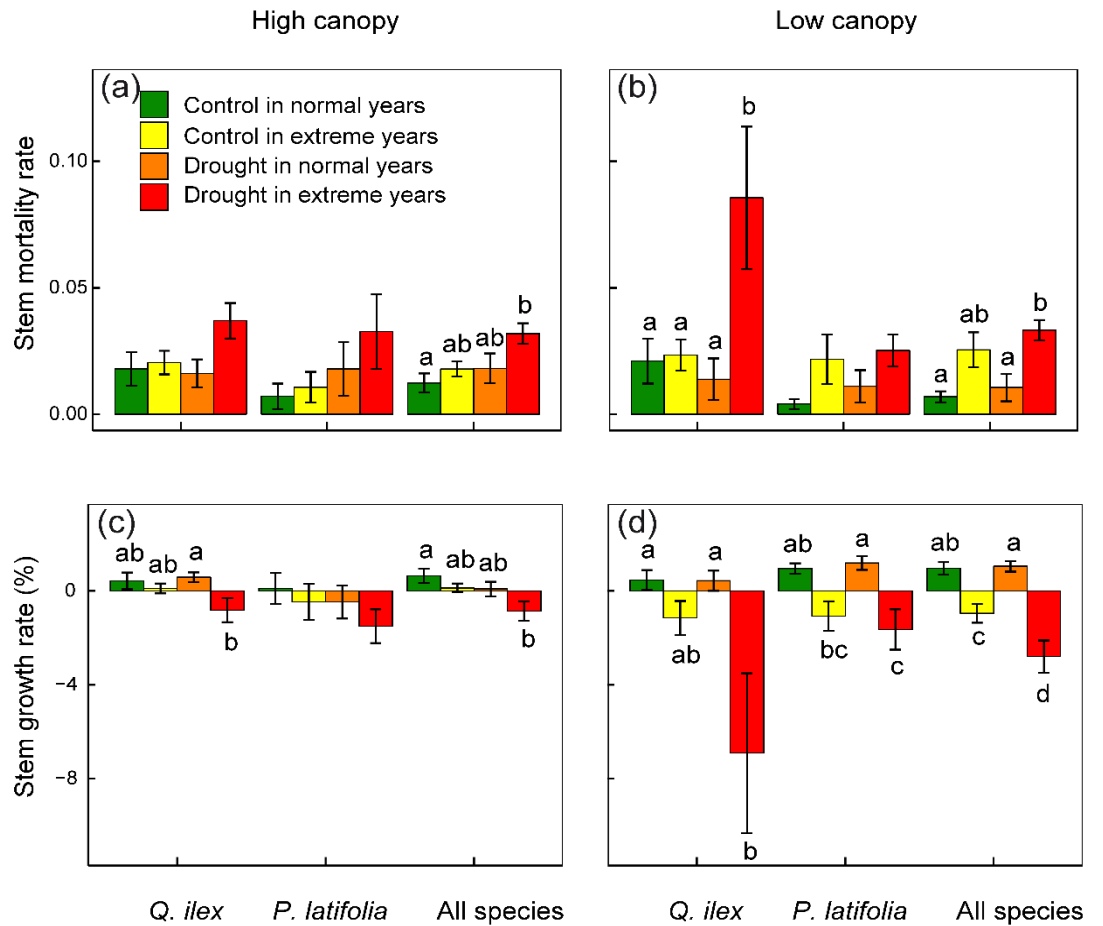 High canopy
Low canopy
Stem mortality rate
0.10
0.05
0.00
(a)
Control in normal years
Control in extreme years
Drought in normal years
Drought in extreme years
a ab ab b
(b)
a a a b
a ab a b
Stem growth rate (%)
0
−4
−8
(c)
ab ab a b
a ab ab b
(d)
a ab a b
ab bc a c
ab c a d
Q. ilex P. latifolia All species
Q. ilex P. latifolia All species